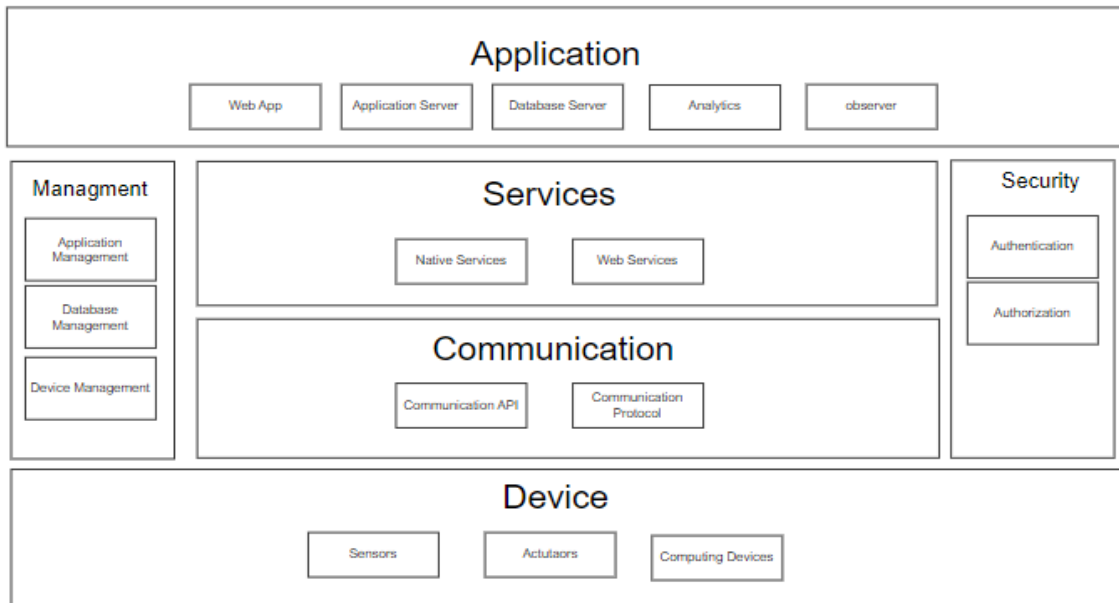 Application
Web App
Application Server
Database Server
Analytics
observer
Managment
Application
Management
Database
Management
Device Management
Services
Native Services
Web Services
Communication
Communication API
Communication
Protocol
Security
Authentication
Authorization
Device
Sensors
Actutaors
Computing Devices